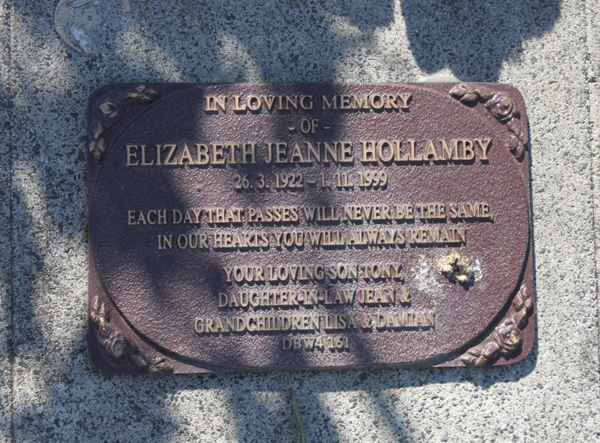 IN LOVING MEMORY
- OF -
ELIZABETH JEANNE HOLLAMBY
26. 3. 1922 - 1. 11. 1999
EACH DAY THAT PASSES WILL NEVER BE THE SAME,
IN OUR HEARTS YOU WILL ALWAYS REMAIN
YOUR LOVING SON TONY,
DAUGHTER-IN-LAW JEAN &
GRANDCHILDREN LISA & DAMIAN
DBW4/161